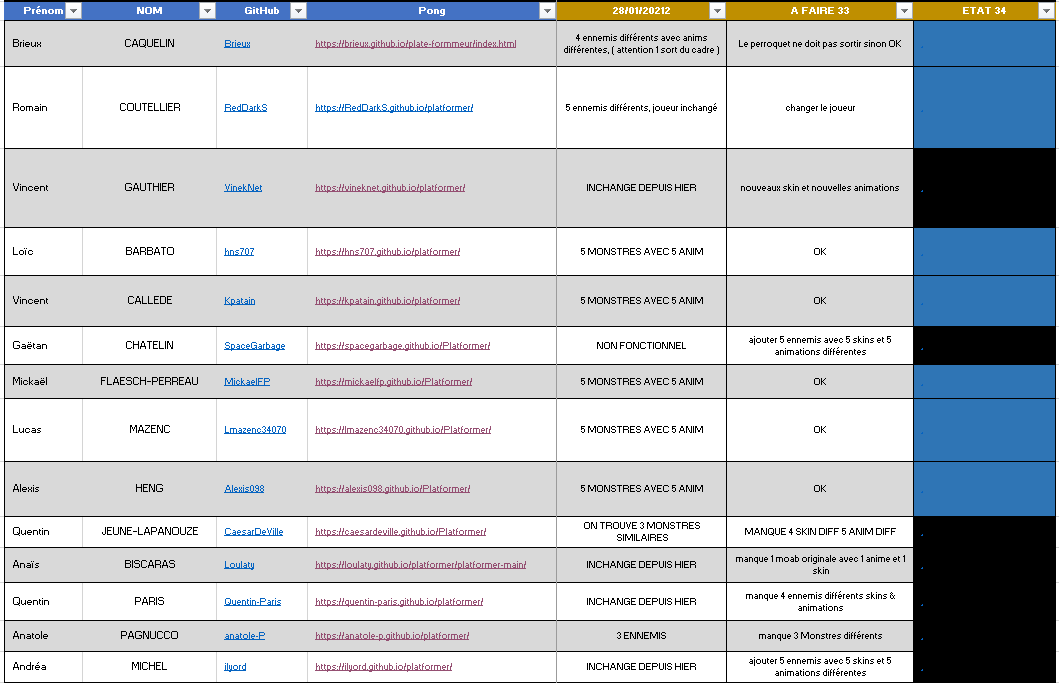 Prénom NOM GitHub Pong 28/01/20212 A FAIRE 33 ETAT 34
Brieux CAQUELIN Brieux https://brieux.github.io/plate-formmeur/index.html 4 ennemis différents avec anims Le perroquet ne doit pas sortir sinon OK
différentes, ( attention 1 sort du cadre )
Romain COUTELLIER RedDarkS https://RedDarkS.github.io/platformer/ 5 ennemis différents, joueur inchangé changer le joueur
Vincent GAUTHIER VinekNet https://vineknet.github.io/platformer/ INCHANGE DEPUIS HIER nouveaux skin et nouvelles animations
Loïc BARBATO hns707 https://hns707.github.io/platformer/ 5 MONSTRES AVEC 5 ANIM OK
Vincent CALLEDE Kpatain https://kpatain.github.io/platformer/ 5 MONSTRES AVEC 5 ANIM OK
Gaëtan CHATELIN SpaceGarbage https://spacegarbage.github.io/Platformer/ NON FONCTIONNEL ajouter 5 ennemis avec 5 skins et 5
animations différentes
Mickaël FLAESCH-PERREAU MickaelFP https://mickaelfp.github.io/Platformer/ 5 MONSTRES AVEC 5 ANIM OK
Lucas MAZENC Lmazenc34070 https://lmazenc34070.github.io/Platformer/ 5 MONSTRES AVEC 5 ANIM OK
Alexis HENG Alexis098 https://alexis098.github.io/Platformer/ 5 MONSTRES AVEC 5 ANIM OK
Quentin JEUNE-LAPANOUZE CaesarDeVille https://caesardeville.github.io/Platformer/ ON TROUVE 3 MONSTRES MANQUE 4 SKIN DIFF 5 ANIM DIFF
SIMILAIRES
Anaïs BISCARAS Loulaty https://loulaty.github.io/platformer/platformer-main/ INCHANGE DEPUIS HIER manque 1 moab originale avec 1 anime et 1
skin
Quentin PARIS Quentin-Paris https://quentin-paris.github.io/platformer/ INCHANGE DEPUIS HIER manque 4 ennemis différents skins &
animations
Anatole PAGNUCCO anatole-P https://anatole-p.github.io/platformer/ 3 ENNEMIS manque 3 Monstres différents
Andréa MICHEL ilyord https://ilyord.github.io/platformer/ INCHANGE DEPUIS HIER ajouter 5 ennemis avec 5 skins et 5
animations différentes